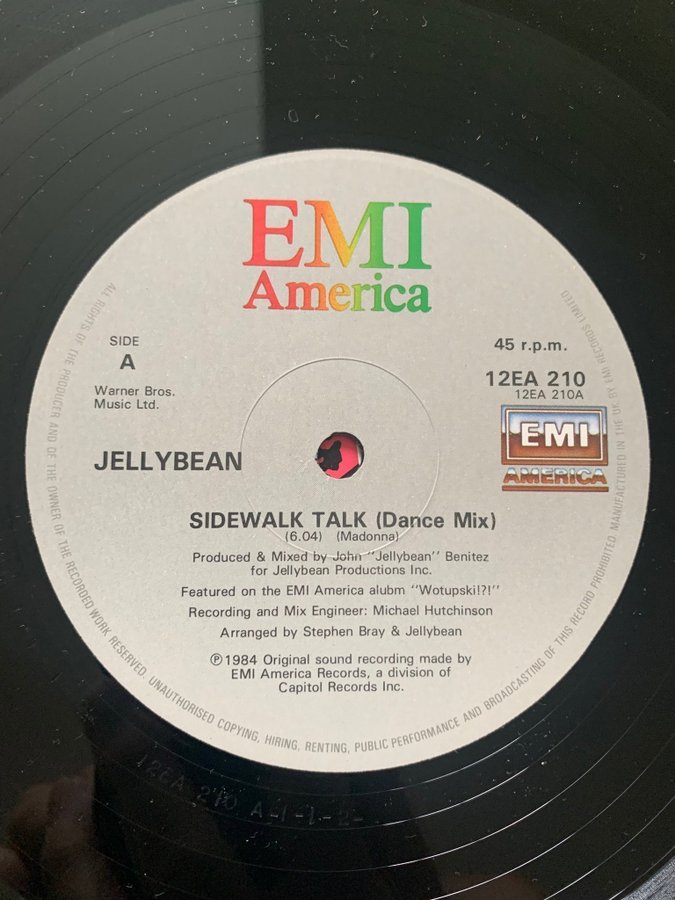 EMI
America
SIDE
A
45 r.p.m.
Warner Bros.
Music Ltd.
12EA 210
12EA 210A
EMI
AMERICA
JELLYBEAN
SIDEWALK TALK (Dance Mix)
(6.04) (Madonna)
Produced & Mixed by John "Jellybean" Benitez
for Jellybean Productions Inc.
Featured on the EMI America alubm "Wotupski!?!"
Recording and Mix Engineer: Michael Hutchinson
Arranged by Stephen Bray & Jellybean
℗ 1984 Original sound recording made by
EMI America Records, a division of
Capitol Records Inc.
ALL RIGHTS OF THE PRODUCER AND OF THE OWNER OF THE RECORDED WORK RESERVED. UNAUTHORISED COPYING, HIRING, RENTING, PUBLIC PERFORMANCE AND BROADCASTING OF THIS RECORD PROHIBITED. MANUFACTURED IN THE UK BY EMI RECORDS LIMITED
12EA 210 A-1-1-2-